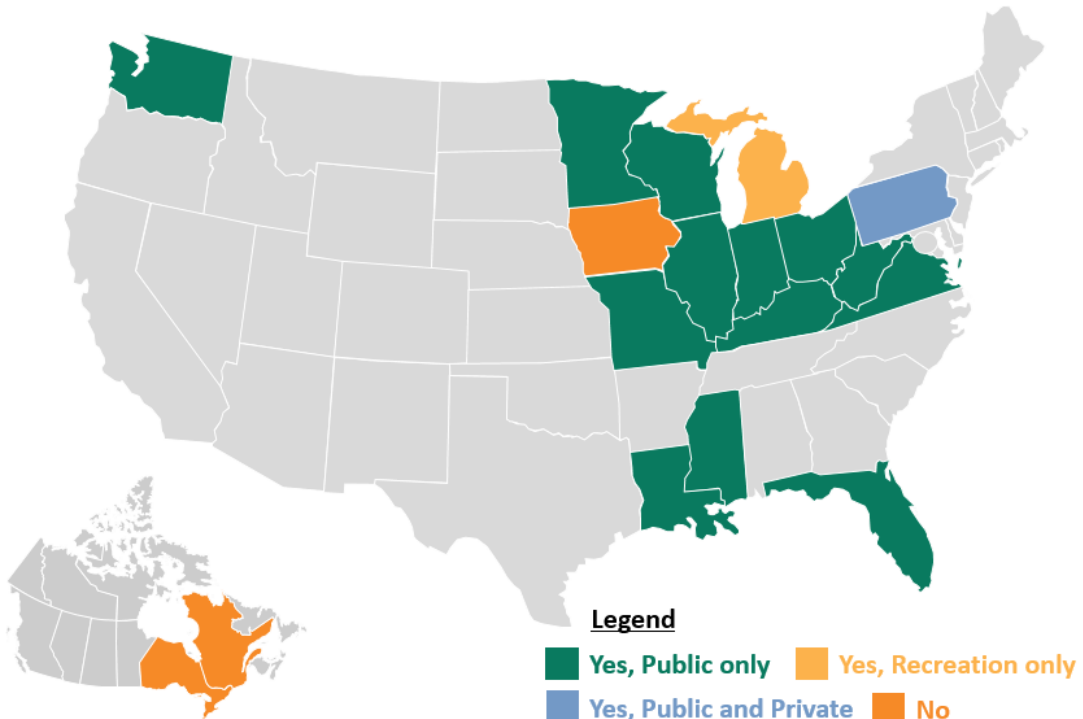 Legend
Yes, Public only
Yes, Recreation only
Yes, Public and Private
No